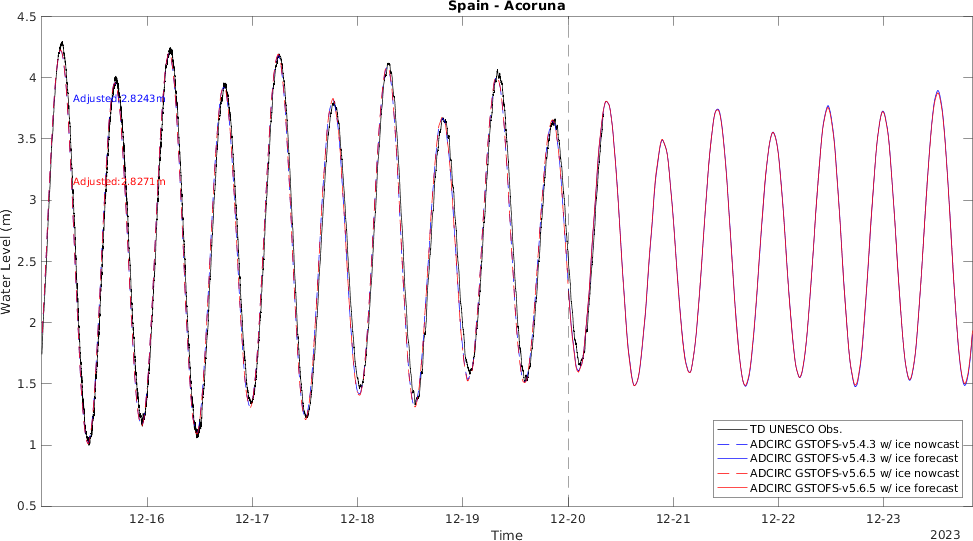 Spain - Acoruna
4.5
4
3.5
3
2.5
2
1.5
1
0.5
Water Level (m)
Adjusted:2.8243m
Adjusted:2.8271m
TD UNESCO Obs.
ADCIRC GSTOFS-v5.4.3 w/ ice nowcast
ADCIRC GSTOFS-v5.4.3 w/ ice forecast
ADCIRC GSTOFS-v5.6.5 w/ ice nowcast
ADCIRC GSTOFS-v5.6.5 w/ ice forecast
12-16 12-17 12-18 12-19 12-20 12-21 12-22 12-23
Time
2023